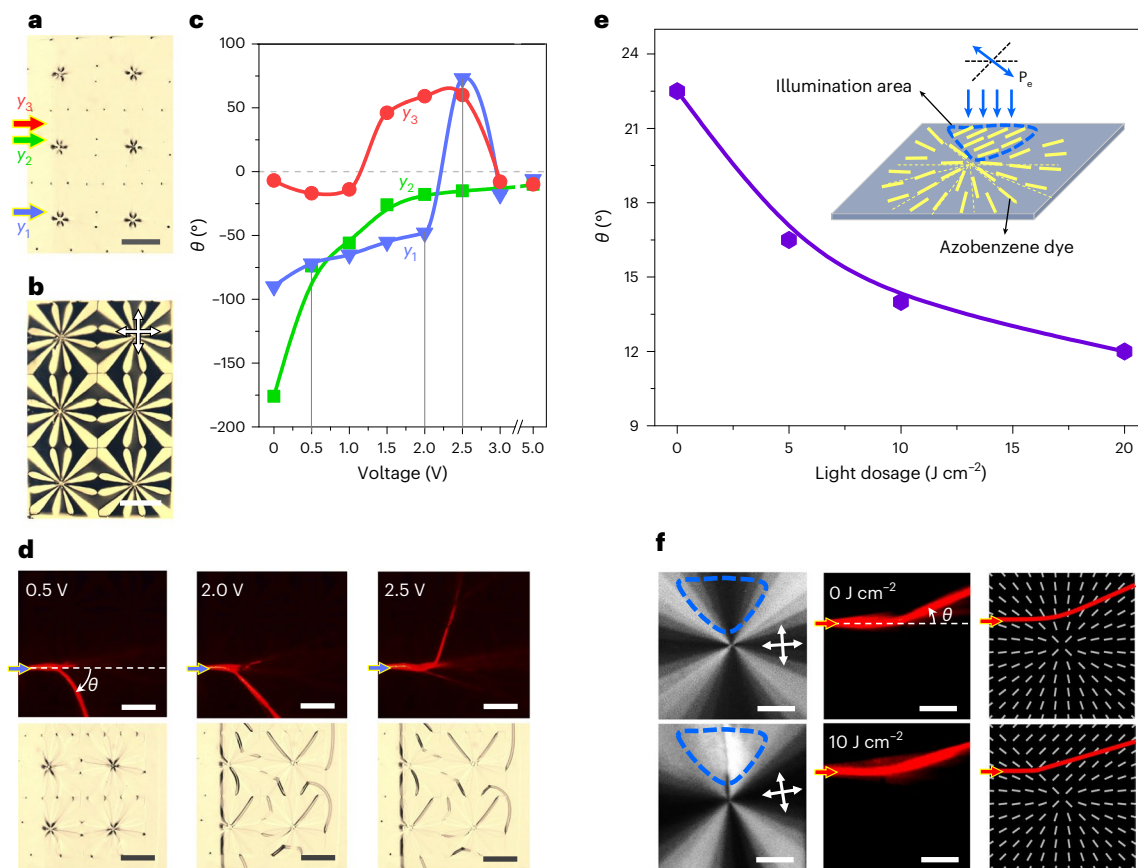 a
y₃
y₂
y₁
b
c
100
50
0
–50
–100
–150
–200
θ (°)
y₃
y₂
y₁
0
0.5
1.0
1.5
2.0
2.5
3.0
5.0
Voltage (V)
d
0.5 V
2.0 V
2.5 V
θ
e
24
21
18
15
12
9
θ (°)
Illumination area
Pₑ
Azobenzene dye
0
5
10
15
20
Light dosage (J cm⁻²)
f
0 J cm⁻²
θ
10 J cm⁻²